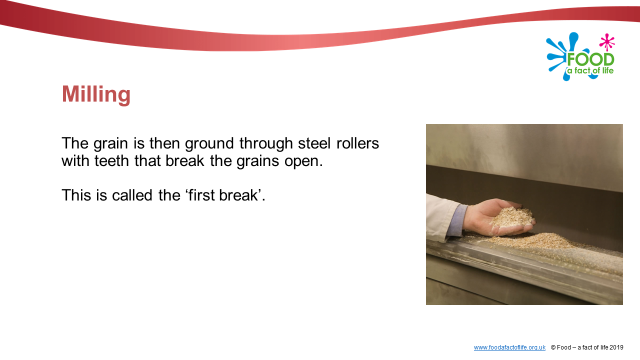 FOOD
a fact of life
Milling
The grain is then ground through steel rollers
with teeth that break the grains open.
This is called the ‘first break’.
www.foodafactoflife.org.uk © Food – a fact of life 2019